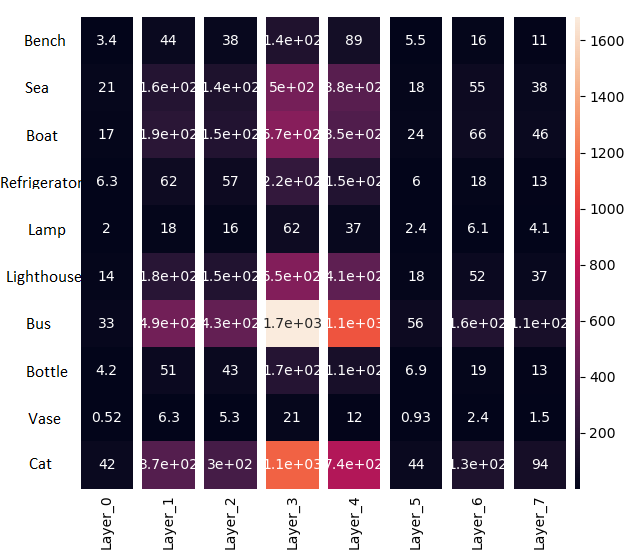 Bench 3.4 44 38 1.4e+02 89 5.5 16 11
Sea 21 1.6e+02 1.4e+02 5e+02 3.8e+02 18 55 38
Boat 17 1.9e+02 1.5e+02 5.7e+02 3.5e+02 24 66 46
Refrigerator 6.3 62 57 2.2e+02 1.5e+02 6 18 13
Lamp 2 18 16 62 37 2.4 6.1 4.1
Lighthouse 14 1.8e+02 1.5e+02 5.5e+02 4.1e+02 18 52 37
Bus 33 4.9e+02 4.3e+02 1.7e+03 1.1e+03 56 1.6e+02 1.1e+02
Bottle 4.2 51 43 1.7e+02 1.1e+02 6.9 19 13
Vase 0.52 6.3 5.3 21 12 0.93 2.4 1.5
Cat 42 3.7e+02 3e+02 1.1e+03 7.4e+02 44 1.3e+02 94
Layer_0 Layer_1 Layer_2 Layer_3 Layer_4 Layer_5 Layer_6 Layer_7
1600
1400
1200
1000
800
600
400
200